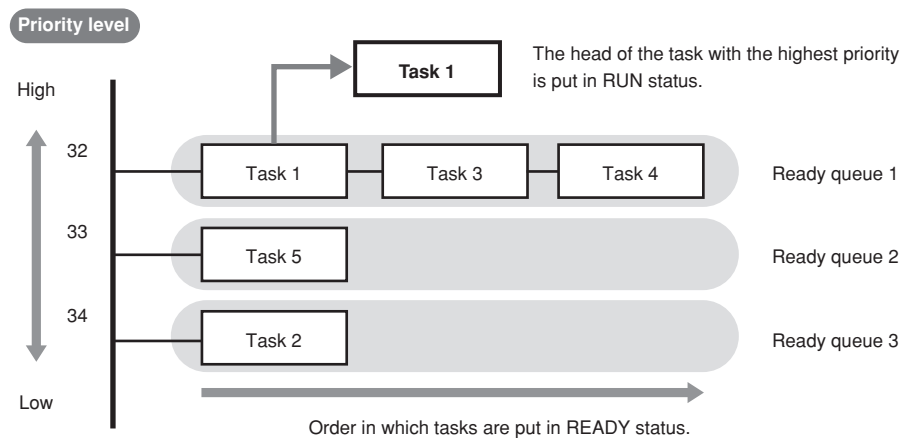 Priority level
Task 1
The head of the task with the highest priority
is put in RUN status.
High
32
Task 1
Task 3
Task 4
Ready queue 1
33
Task 5
Ready queue 2
34
Task 2
Ready queue 3
Low
Order in which tasks are put in READY status.